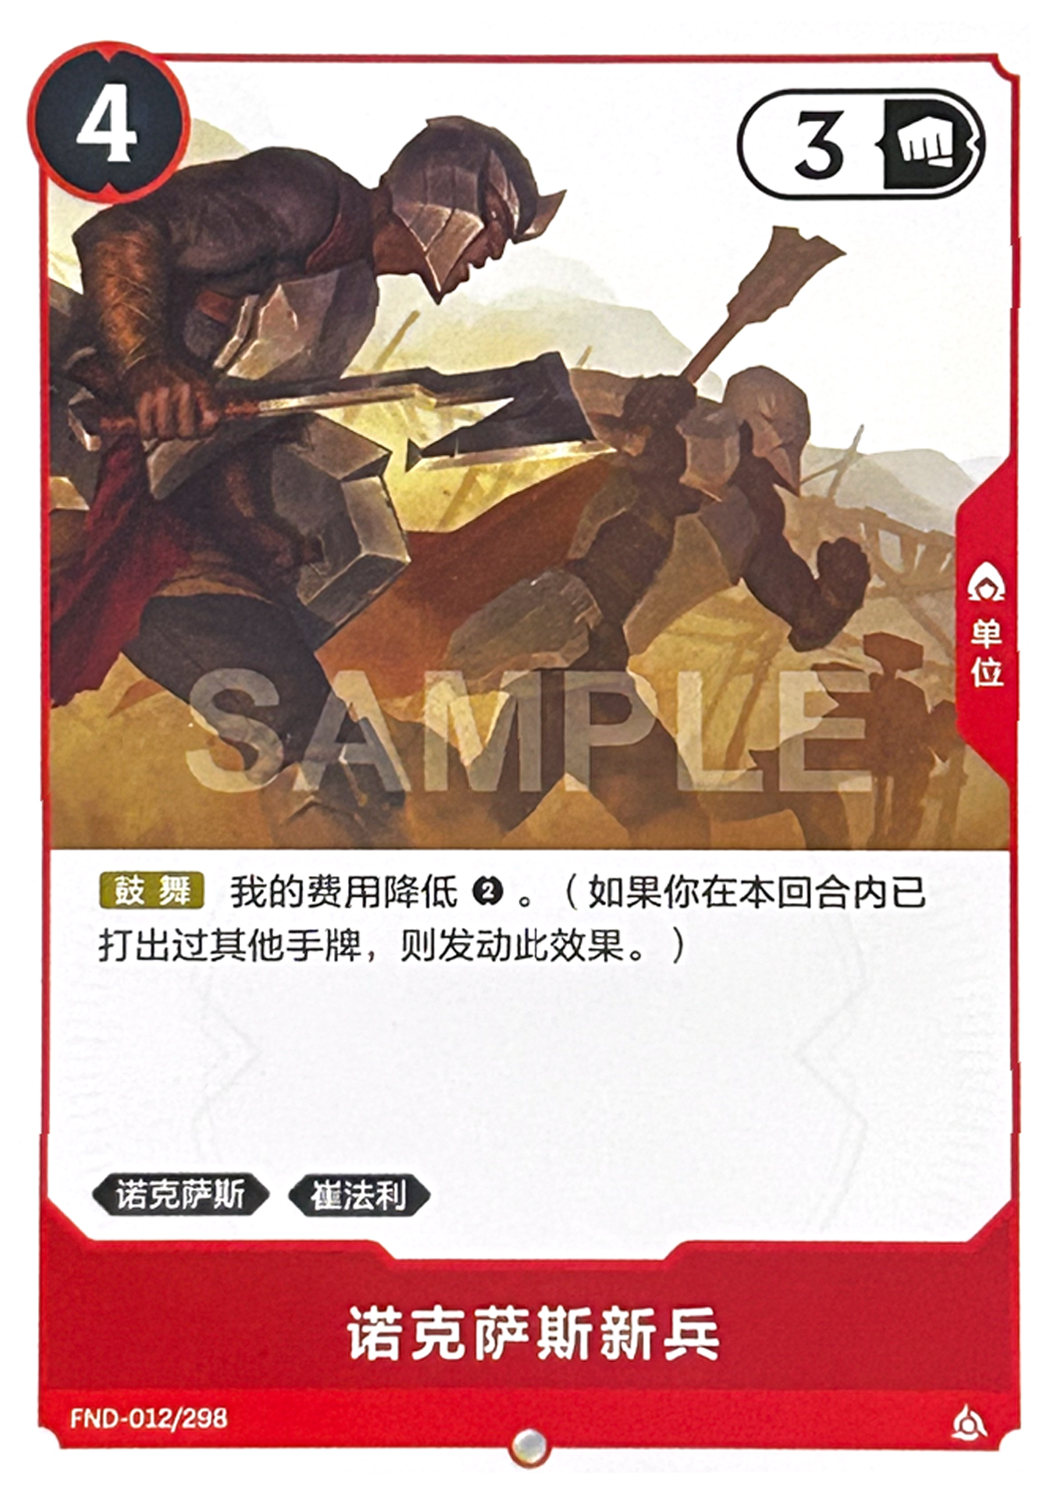 4
3
单位
SAMPLE
鼓舞 我的费用降低 2 。（如果你在本回合内已
打出过其他手牌，则发动此效果。）
诺克萨斯 崔法利
诺克萨斯新兵
FND-012/298